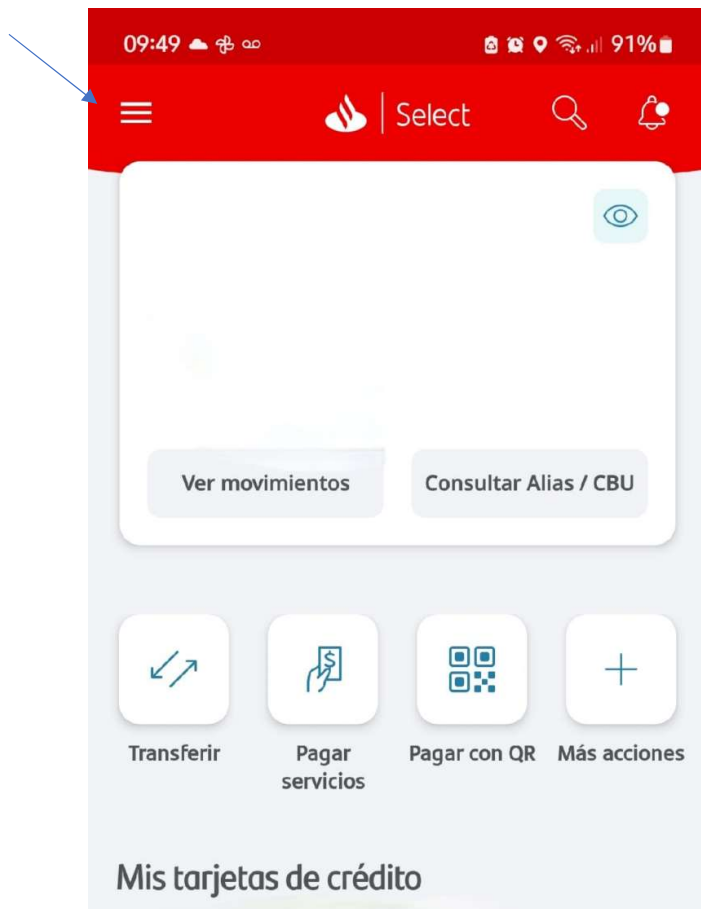 09:49 91%
Select
Ver movimientos Consultar Alias / CBU
Transferir Pagar servicios Pagar con QR Más acciones
Mis tarjetas de crédito